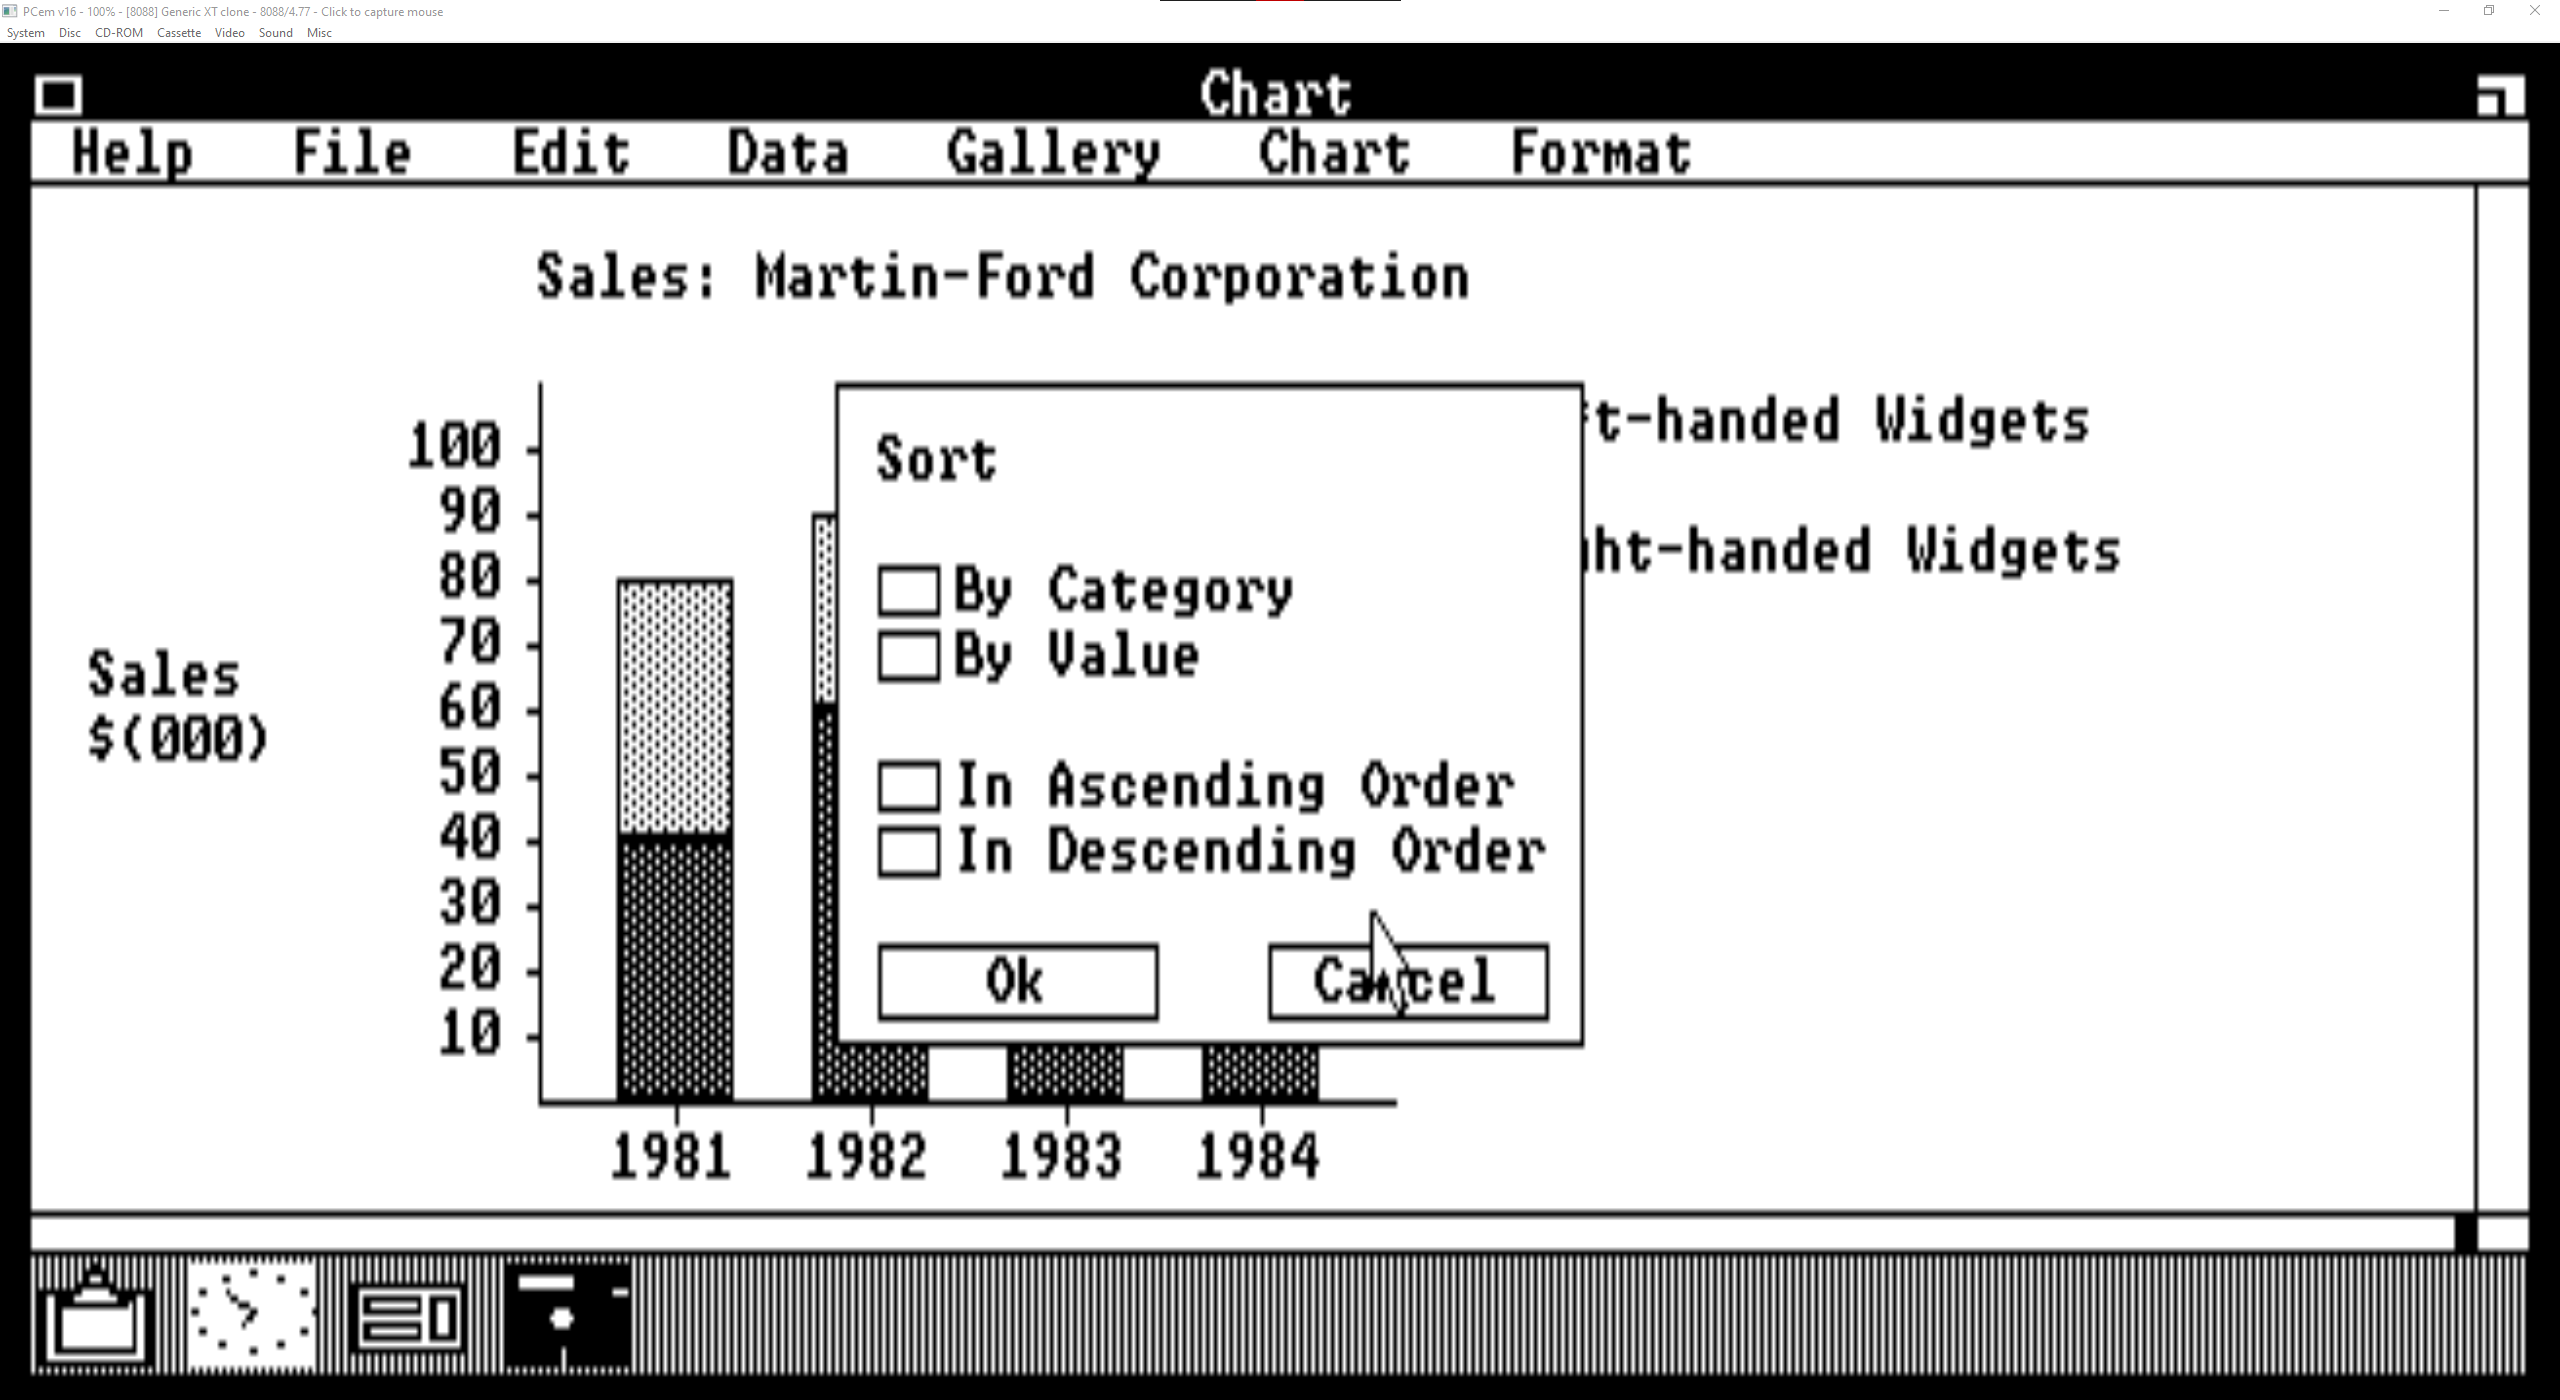 PCem v16 - 100% - [8088] Generic XT clone - 8088/4.77 - Click to capture mouse
System Disc CD-ROM Cassette Video Sound Misc
Chart
Help File Edit Data Gallery Chart Format
Sales: Martin-Ford Corporation
t-handed Widgets
ht-handed Widgets
Sales
$(000)
100
90
80
70
60
50
40
30
20
10
Sort
By Category
By Value
In Ascending Order
In Descending Order
Ok Cancel
1981 1982 1983 1984